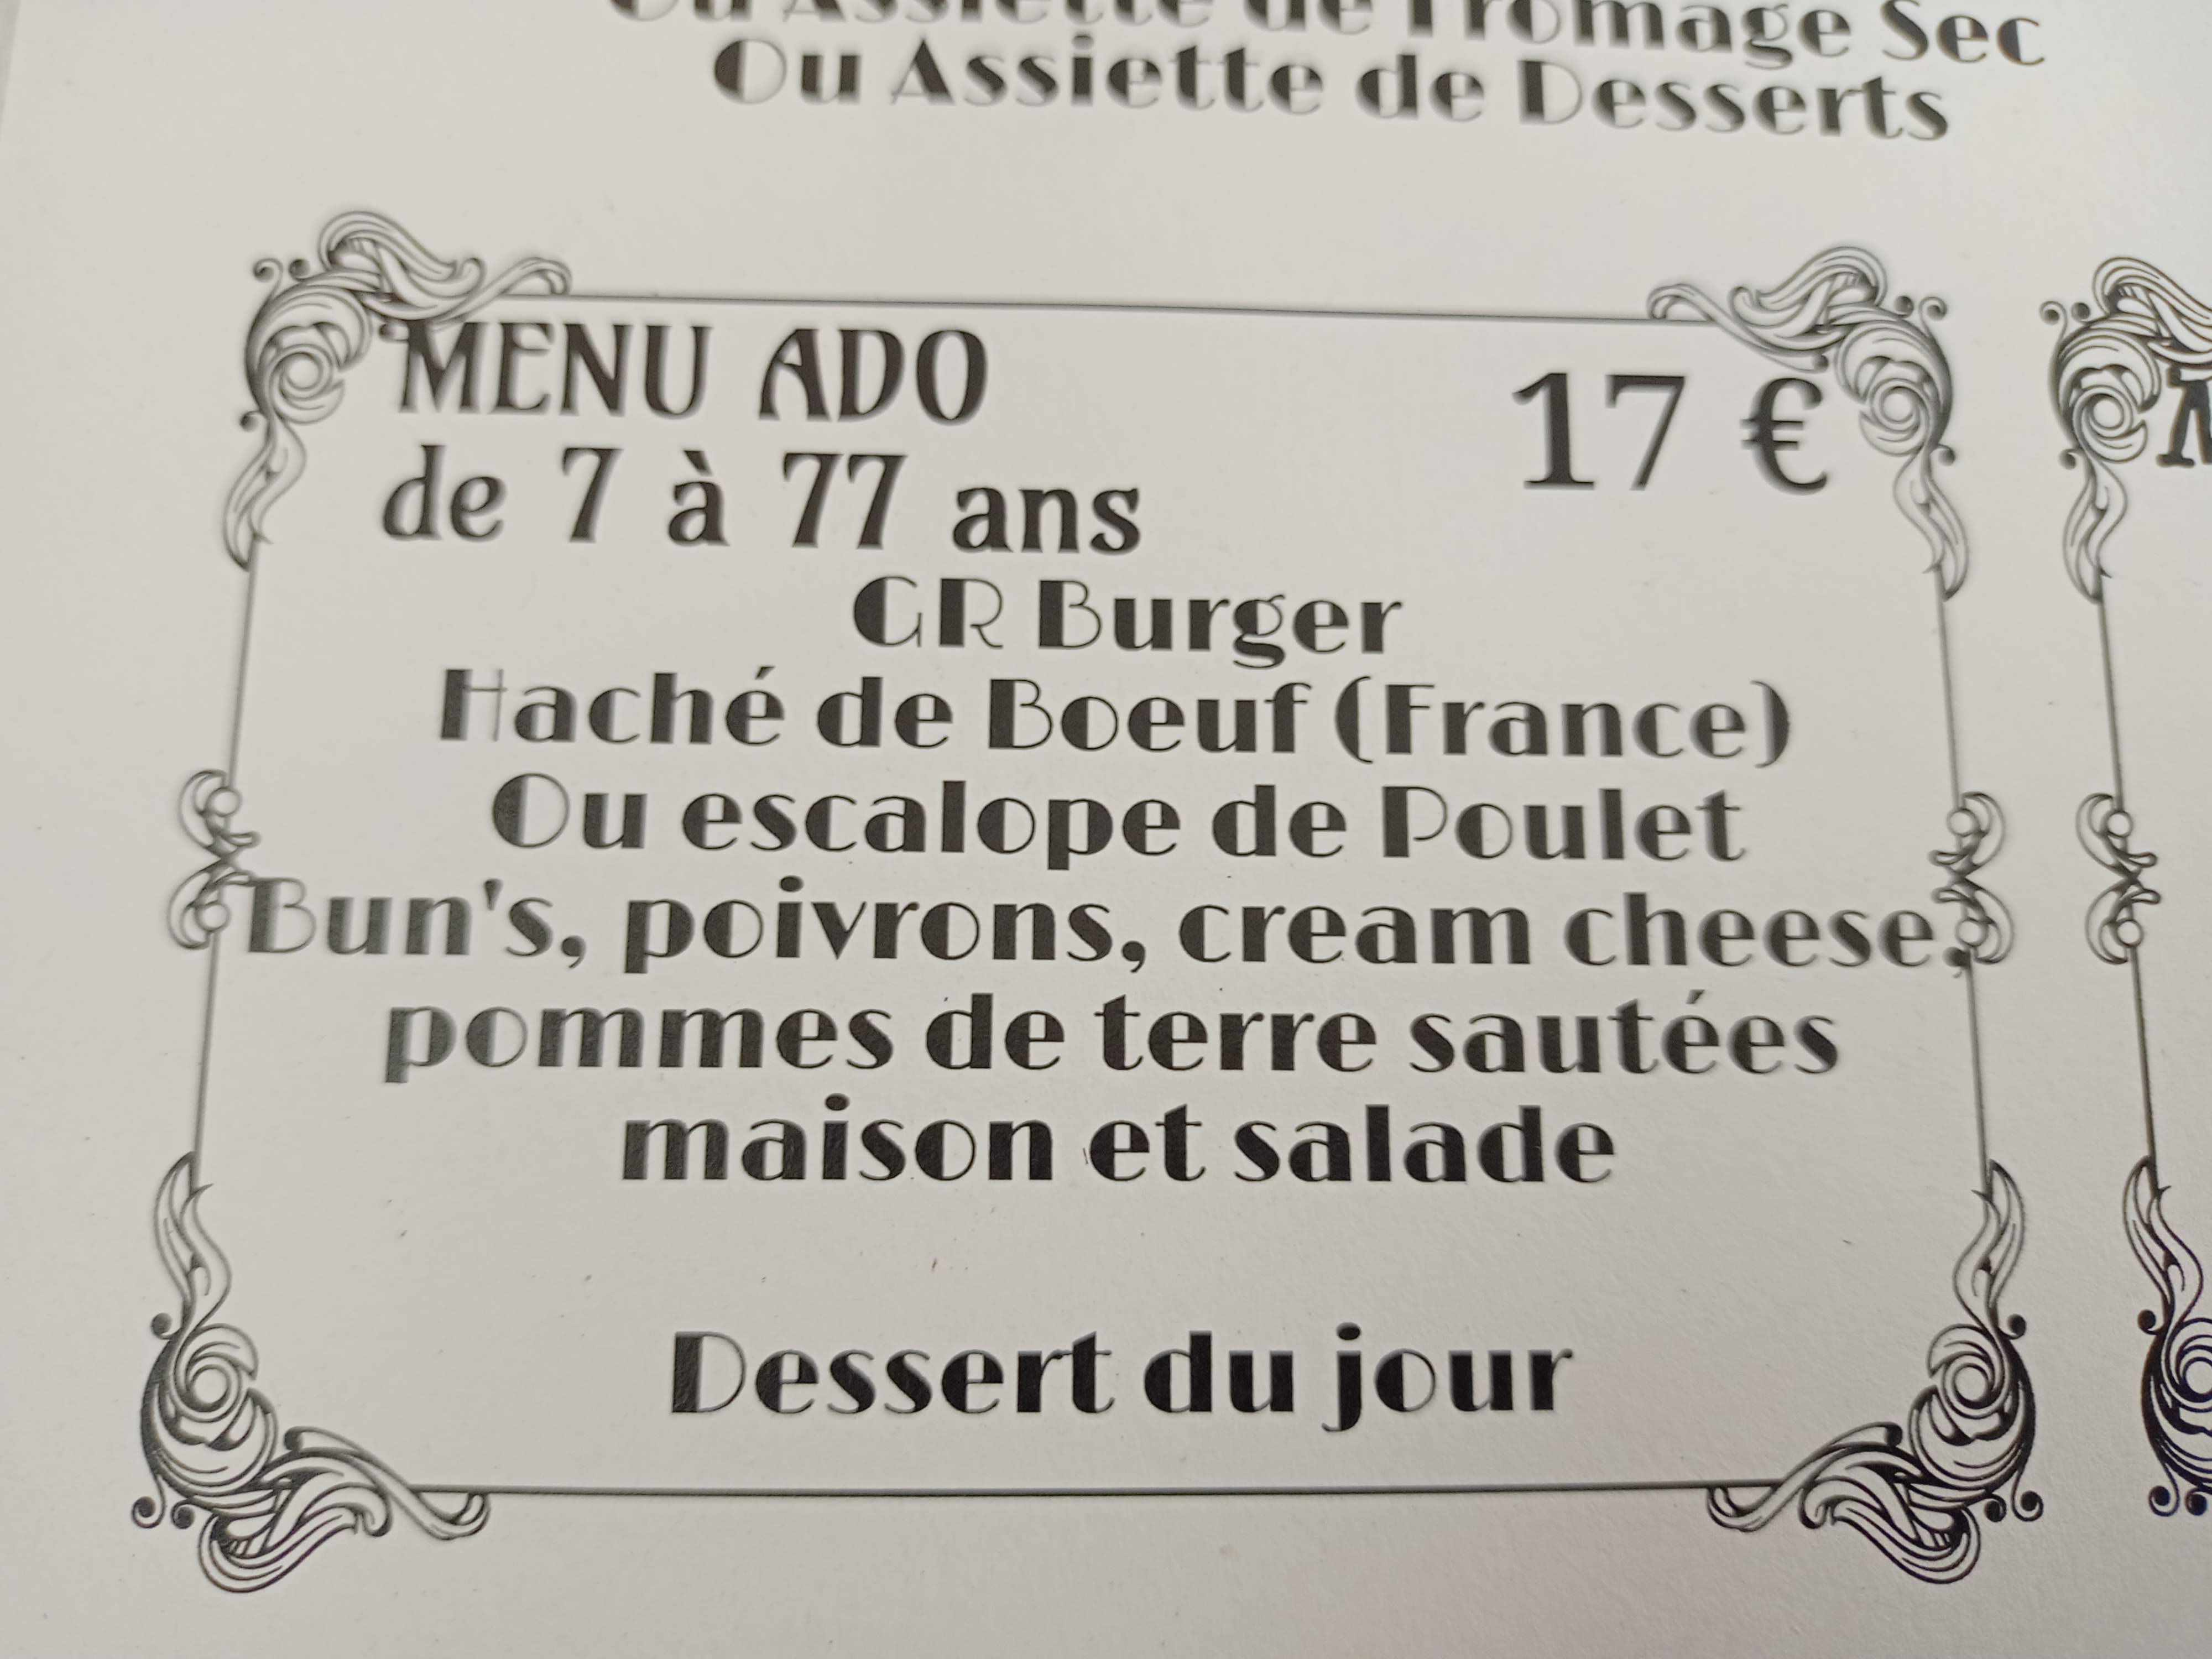 Ou Assiette de Fromage Sec
Ou Assiette de Desserts
MENU ADO
17 €
de 7 à 77 ans
GR Burger
Haché de Boeuf (France)
Ou escalope de Poulet
Bun's, poivrons, cream cheese,
pommes de terre sautées
maison et salade
Dessert du jour